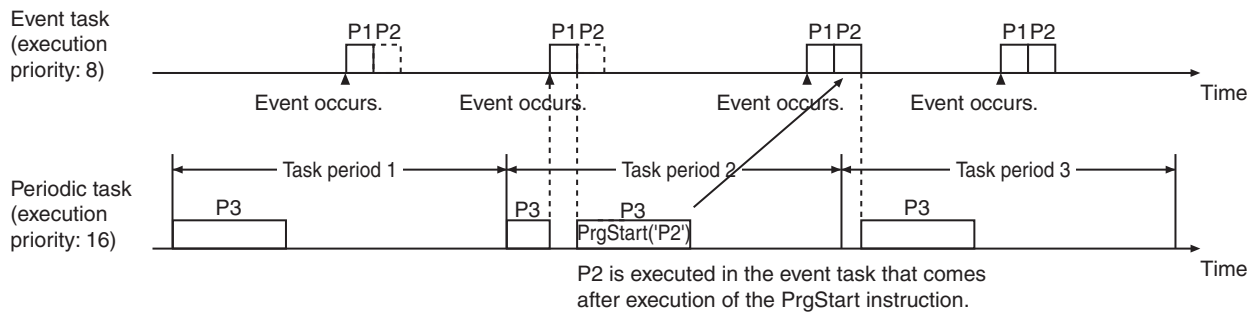 Event task
(execution
priority: 8)
P1 P2
P1 P2
P1 P2
P1 P2
Event occurs.
Event occurs.
Event occurs.
Event occurs.
Time
Periodic task
(execution
priority: 16)
Task period 1
Task period 2
Task period 3
P3
P3
P3
P3
PrgStart('P2')
Time
P2 is executed in the event task that comes
after execution of the PrgStart instruction.